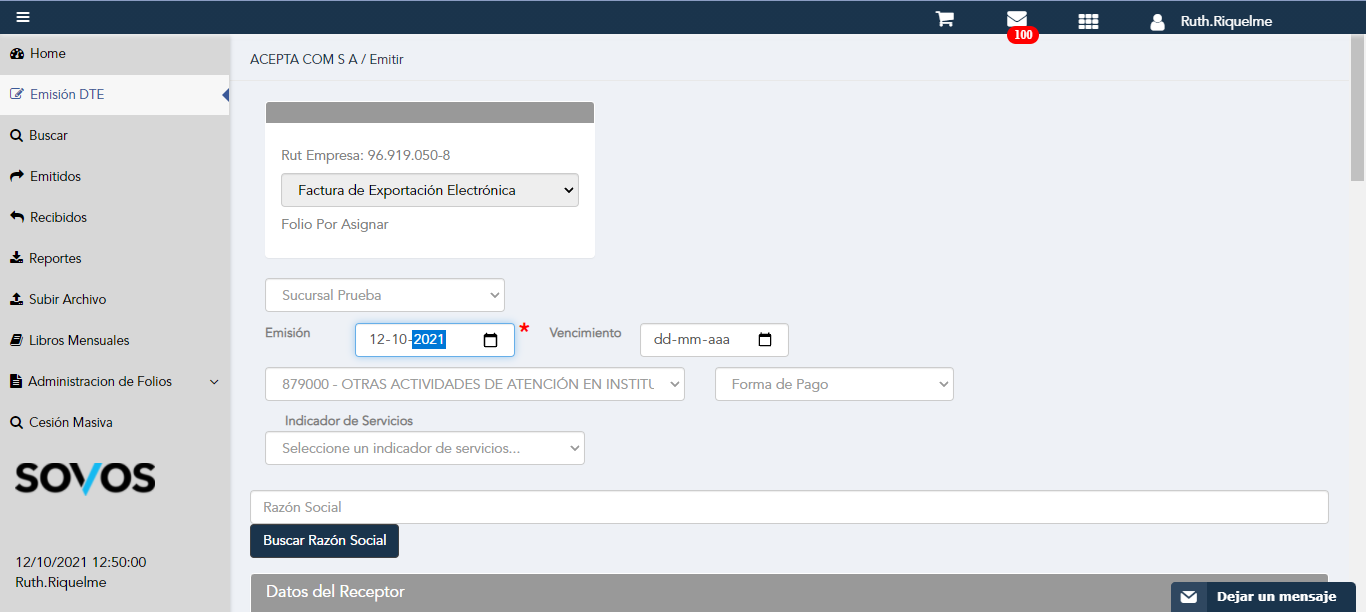 Ruth.Riquelme
100
Home
Emisión DTE
Buscar
Emitidos
Recibidos
Reportes
Subir Archivo
Libros Mensuales
Administracion de Folios
Cesión Masiva
sovos
12/10/2021 12:50:00
Ruth.Riquelme
ACEPTA COM S A / Emitir
Rut Empresa: 96.919.050-8
Factura de Exportación Electrónica
Folio Por Asignar
Sucursal Prueba
Emisión 12-10-2021 * Vencimiento dd-mm-aaa
879000 - OTRAS ACTIVIDADES DE ATENCIÓN EN INSTITU Forma de Pago
Indicador de Servicios
Seleccione un indicador de servicios...
Razón Social
Buscar Razón Social
Datos del Receptor
Dejar un mensaje